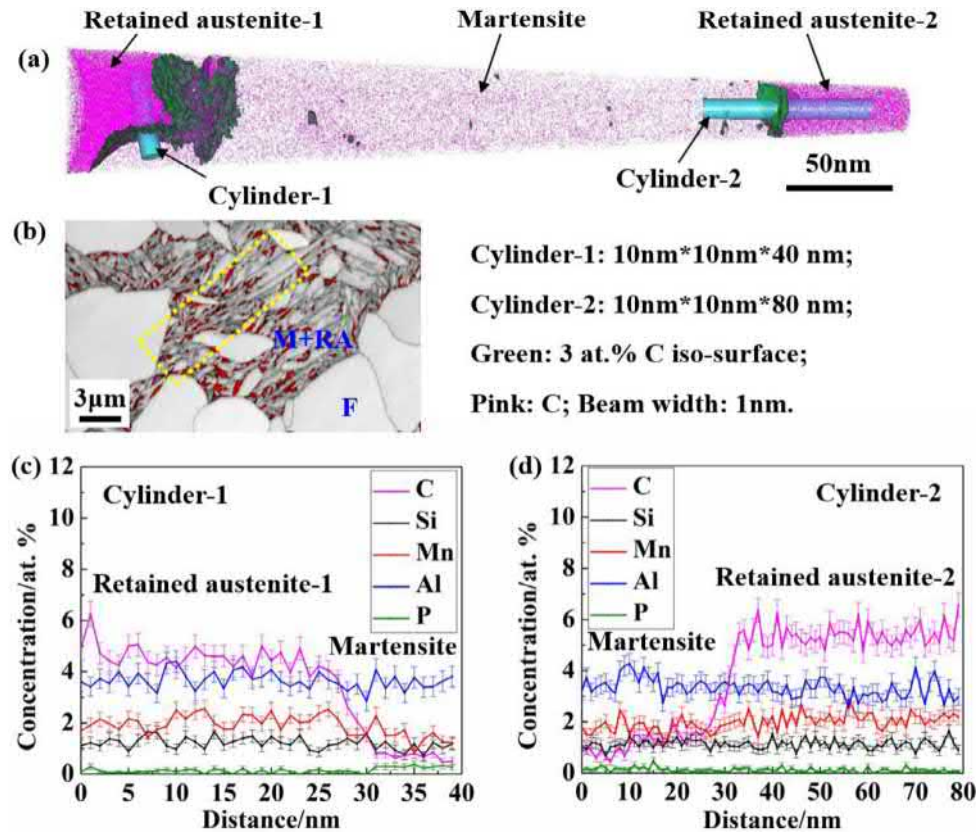 Retained austenite-1
Martensite
Retained austenite-2
(a)
Cylinder-1
Cylinder-2
50nm
(b)
M+RA
F
3μm
Cylinder-1: 10nm*10nm*40 nm;
Cylinder-2: 10nm*10nm*80 nm;
Green: 3 at.% C iso-surface;
Pink: C; Beam width: 1nm.
(c)
Cylinder-1
Retained austenite-1
Martensite
C
Si
Mn
Al
P
Concentration/at. %
12
10
8
6
4
2
0
0 5 10 15 20 25 30 35 40
Distance/nm
(d)
Cylinder-2
Retained austenite-2
Martensite
C
Si
Mn
Al
P
Concentration/at. %
12
10
8
6
4
2
0
0 10 20 30 40 50 60 70 80
Distance/nm